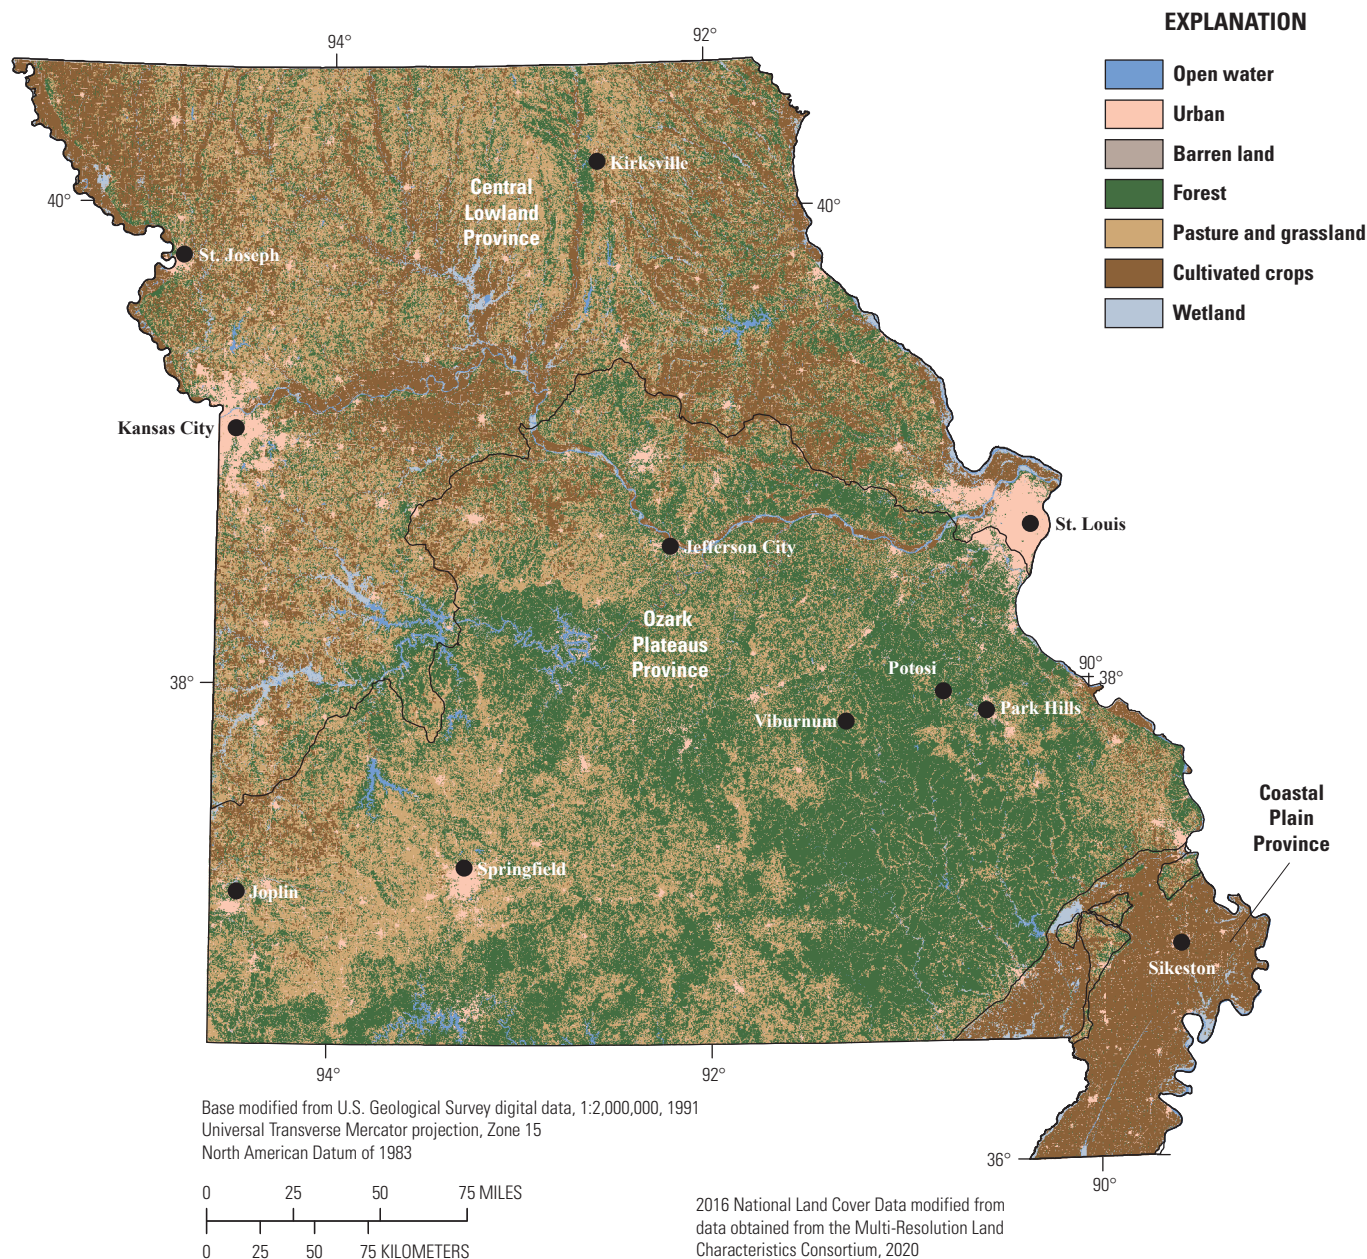 EXPLANATION
Open water
Urban
Barren land
Forest
Pasture and grassland
Cultivated crops
Wetland
94°
92°
40°
40°
Kirksville
Central
Lowland
Province
St. Joseph
Kansas City
St. Louis
Jefferson City
Ozark
Plateaus
Province
38°
90°
38°
Potosi
Park Hills
Viburnum
Coastal
Plain
Province
Springfield
Joplin
Sikeston
94°
92°
36°
90°
Base modified from U.S. Geological Survey digital data, 1:2,000,000, 1991
Universal Transverse Mercator projection, Zone 15
North American Datum of 1983
0 25 50 75 MILES
0 25 50 75 KILOMETERS
2016 National Land Cover Data modified from
data obtained from the Multi-Resolution Land
Characteristics Consortium, 2020